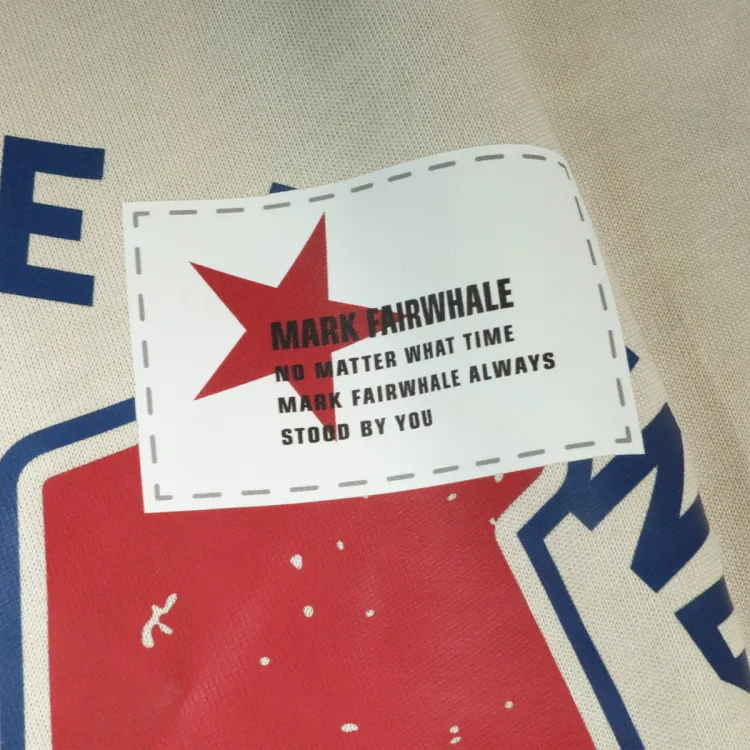 E
MARK FAIRWHALE
NO MATTER WHAT TIME
MARK FAIRWHALE ALWAYS
STOOD BY YOU